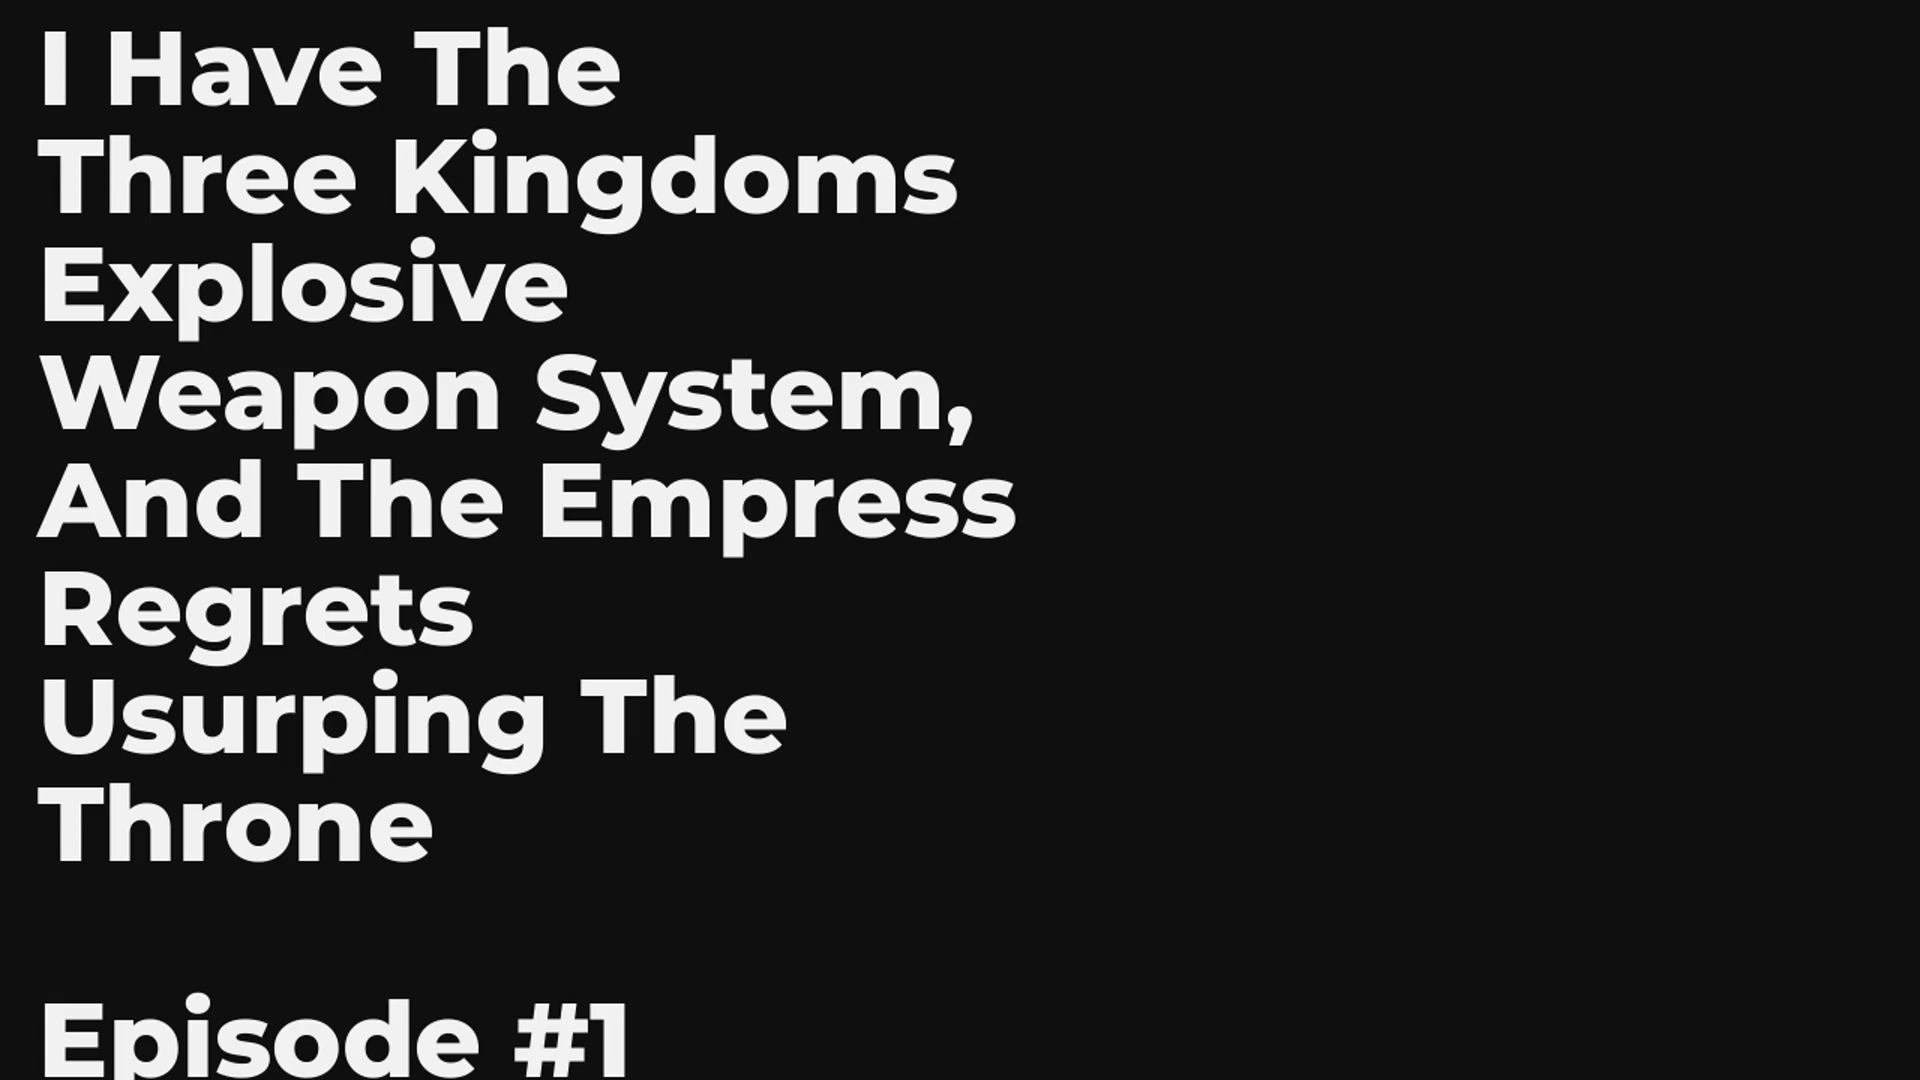 I Have The
Three Kingdoms
Explosive
Weapon System,
And The Empress
Regrets
Usurping The
Throne
Episode #1